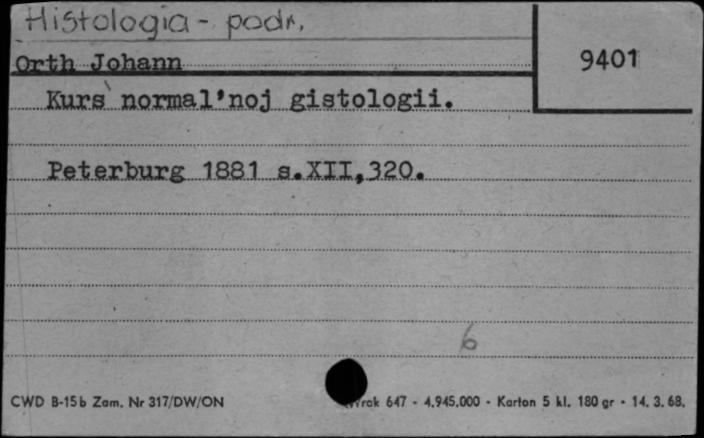 Histologia - podr.
9401
Orth Johann
Kurs normal'noj gistologii.
Peterburg 1881 s.XII,320.
6
CWD B-15b Zam. Nr 317/DW/ON
647 - 4.945.000 - Karton 5 kl. 180 gr - 14. 3. 68.